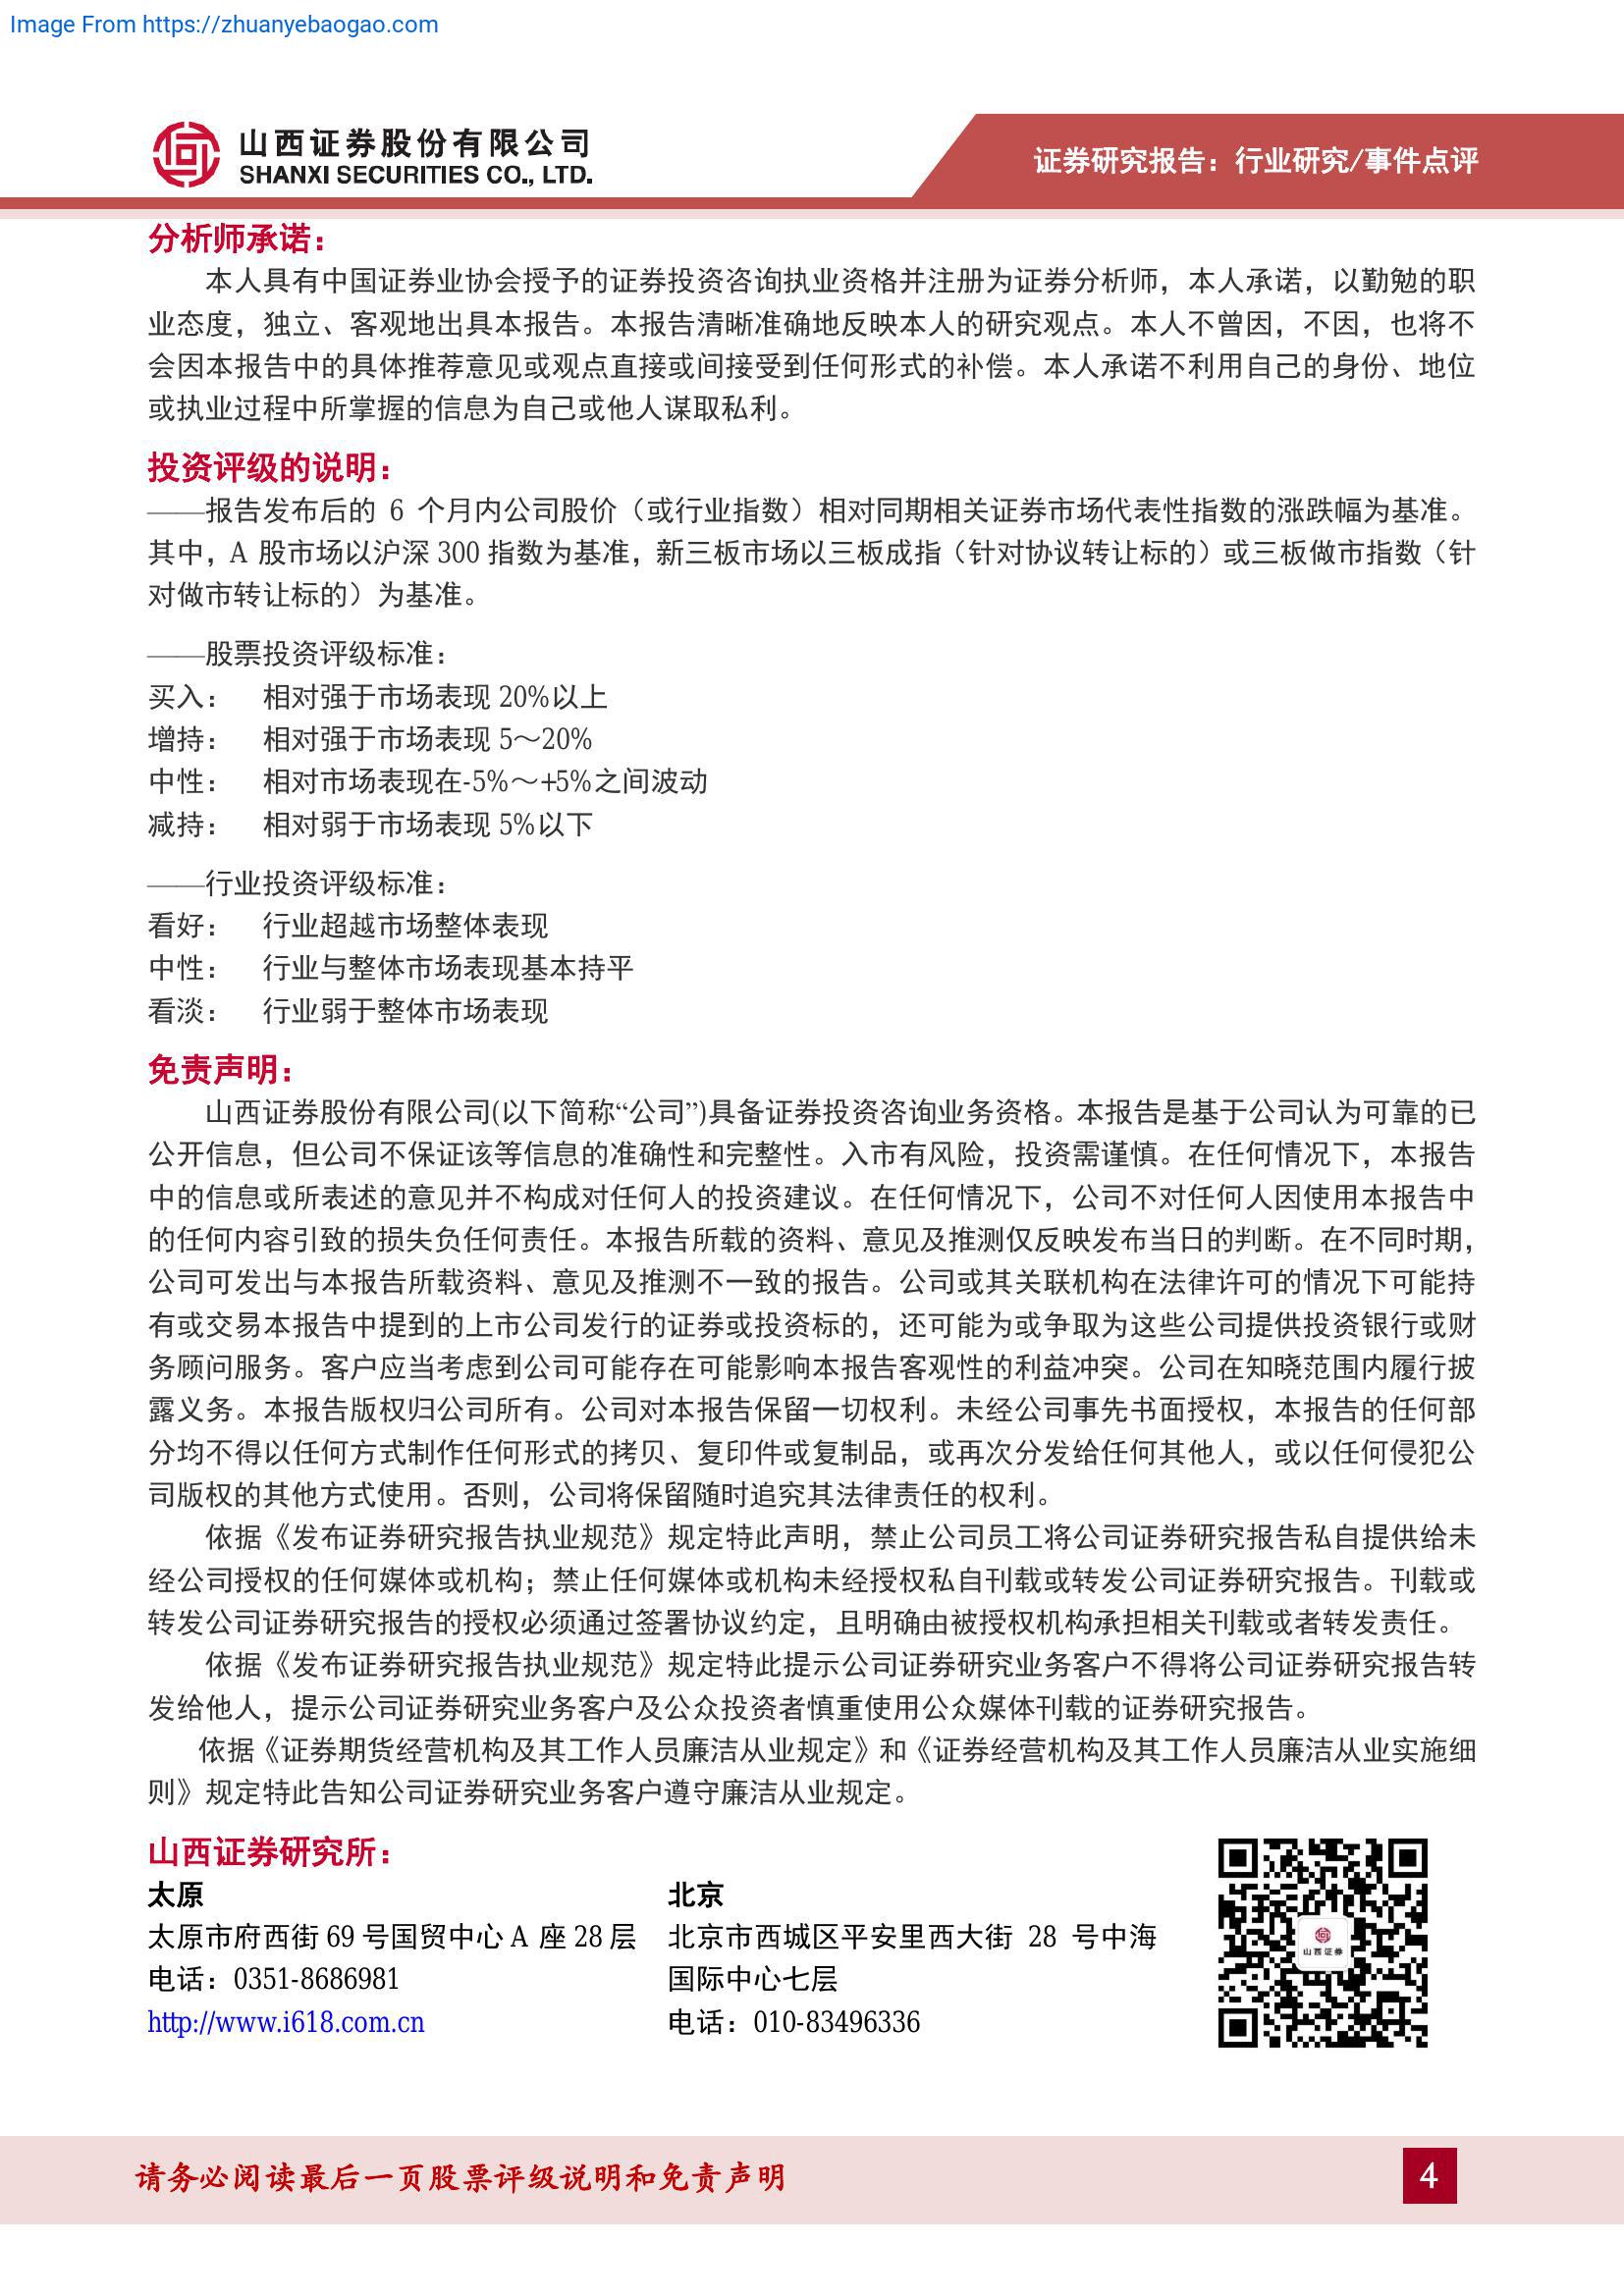 Image From https://zhuanyebaogao.com
山西证券股份有限公司
SHANXI SECURITIES CO., LTD.
证券研究报告：行业研究/事件点评
分析师承诺：
本人具有中国证券业协会授予的证券投资咨询执业资格并注册为证券分析师，本人承诺，以勤勉的职
业态度，独立、客观地出具本报告。本报告清晰准确地反映本人的研究观点。本人不曾因，不因，也将不
会因本报告中的具体推荐意见或观点直接或间接受到任何形式的补偿。本人承诺不利用自己的身份、地位
或执业过程中所掌握的信息为自己或他人谋取私利。
投资评级的说明：
——报告发布后的 6 个月内公司股价（或行业指数）相对同期相关证券市场代表性指数的涨跌幅为基准。
其中，A 股市场以沪深 300 指数为基准，新三板市场以三板成指（针对协议转让标的）或三板做市指数（针
对做市转让标的）为基准。
——股票投资评级标准：
买入： 相对强于市场表现 20%以上
增持： 相对强于市场表现 5～20%
中性： 相对市场表现在-5%～+5%之间波动
减持： 相对弱于市场表现 5%以下
——行业投资评级标准：
看好： 行业超越市场整体表现
中性： 行业与整体市场表现基本持平
看淡： 行业弱于整体市场表现
免责声明：
山西证券股份有限公司(以下简称“公司”)具备证券投资咨询业务资格。本报告是基于公司认为可靠的已
公开信息，但公司不保证该等信息的准确性和完整性。入市有风险，投资需谨慎。在任何情况下，本报告
中的信息或所表述的意见并不构成对任何人的投资建议。在任何情况下，公司不对任何人因使用本报告中
的任何内容引致的损失负任何责任。本报告所载的资料、意见及推测仅反映发布当日的判断。在不同时期，
公司可发出与本报告所载资料、意见及推测不一致的报告。公司或其关联机构在法律许可的情况下可能持
有或交易本报告中提到的上市公司发行的证券或投资标的，还可能为或争取为这些公司提供投资银行或财
务顾问服务。客户应当考虑到公司可能存在可能影响本报告客观性的利益冲突。公司在知晓范围内履行披
露义务。本报告版权归公司所有。公司对本报告保留一切权利。未经公司事先书面授权，本报告的任何部
分均不得以任何方式制作任何形式的拷贝、复印件或复制品，或再次分发给任何其他人，或以任何侵犯公
司版权的其他方式使用。否则，公司将保留随时追究其法律责任的权利。
依据《发布证券研究报告执业规范》规定特此声明，禁止公司员工将公司证券研究报告私自提供给未
经公司授权的任何媒体或机构；禁止任何媒体或机构未经授权私自刊载或转发公司证券研究报告。刊载或
转发公司证券研究报告的授权必须通过签署协议约定，且明确由被授权机构承担相关刊载或者转发责任。
依据《发布证券研究报告执业规范》规定特此提示公司证券研究业务客户不得将公司证券研究报告转
发给他人，提示公司证券研究业务客户及公众投资者慎重使用公众媒体刊载的证券研究报告。
依据《证券期货经营机构及其工作人员廉洁从业规定》和《证券经营机构及其工作人员廉洁从业实施细
则》规定特此告知公司证券研究业务客户遵守廉洁从业规定。
山西证券研究所：
太原
太原市府西街 69 号国贸中心 A 座 28 层
电话：0351-8686981
http://www.i618.com.cn
北京
北京市西城区平安里西大街 28 号中海
国际中心七层
电话：010-83496336
山西证券
请务必阅读最后一页股票评级说明和免责声明
4